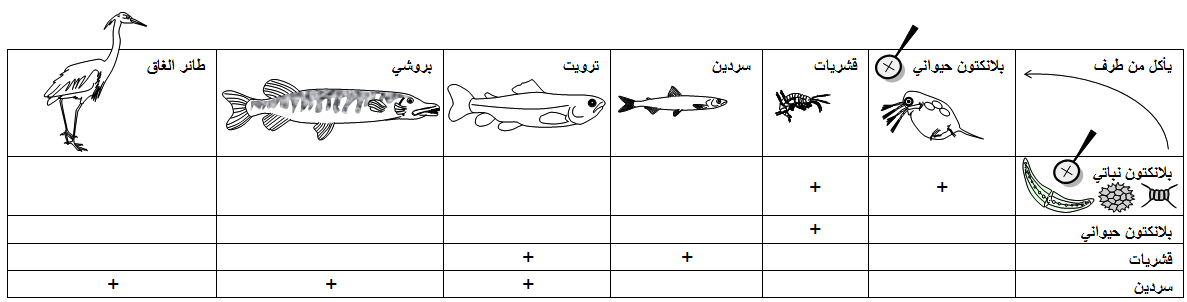 يأكل من طرف	بلانكتون حيواني	قشريات	سردين	ترويت	بروشي	طائر الغاق
بلانكتون نباتي	+	+
بلانكتون حيواني	+
قشريات	+	+
سردين	+	+	+